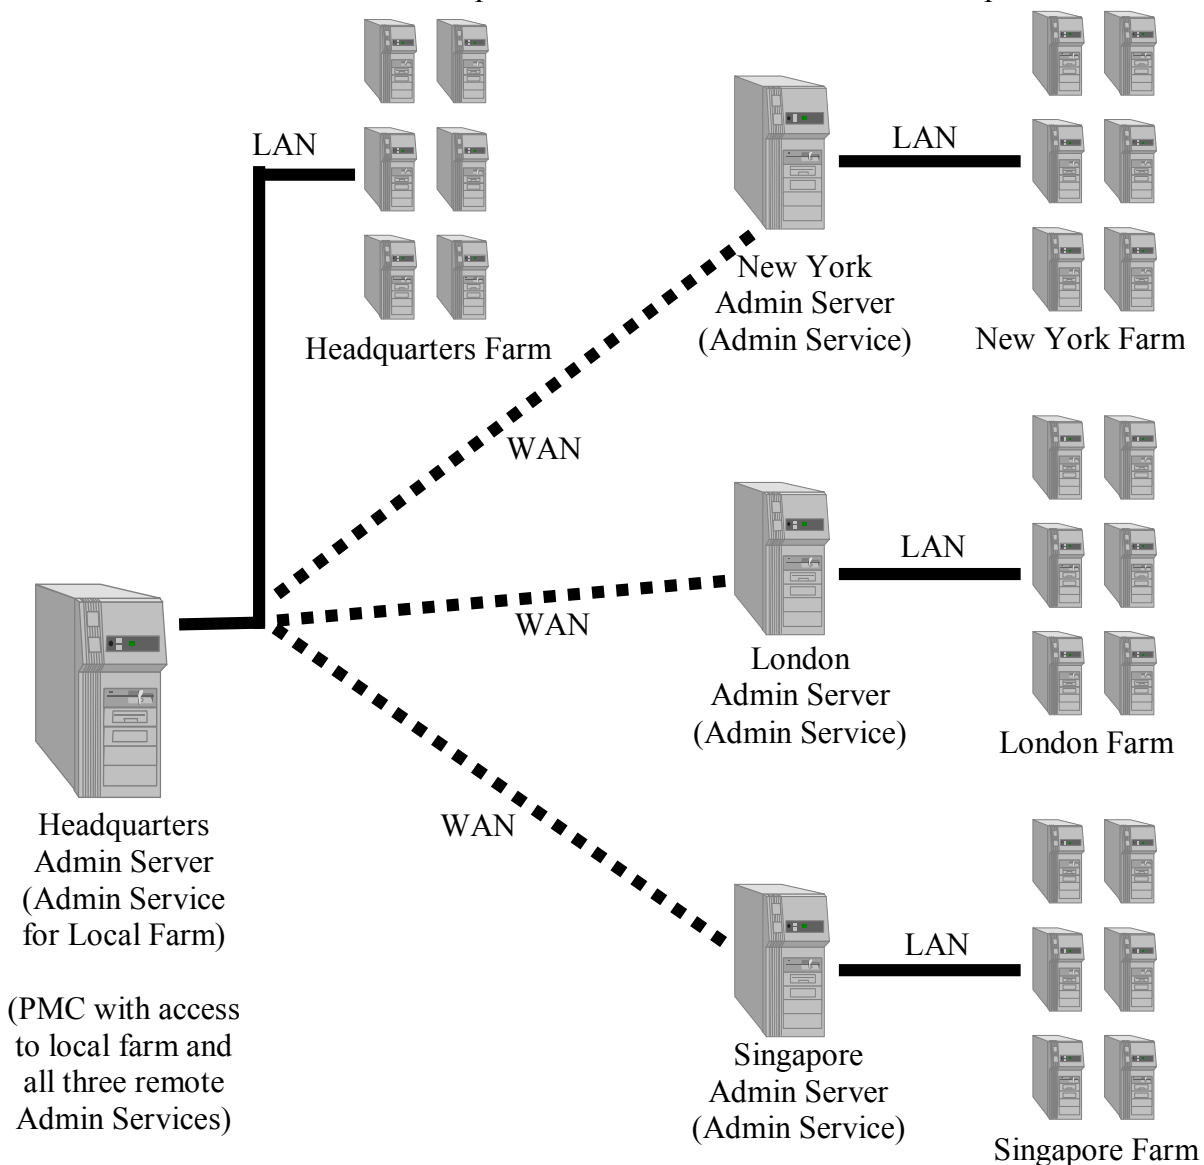 LAN
LAN
New York
Admin Server
(Admin Service)
New York Farm
Headquarters Farm
WAN
LAN
WAN
London
Admin Server
(Admin Service)
London Farm
Headquarters
Admin Server
(Admin Service
for Local Farm)
(PMC with access
to local farm and
all three remote
Admin Services)
WAN
LAN
Singapore
Admin Server
(Admin Service)
Singapore Farm